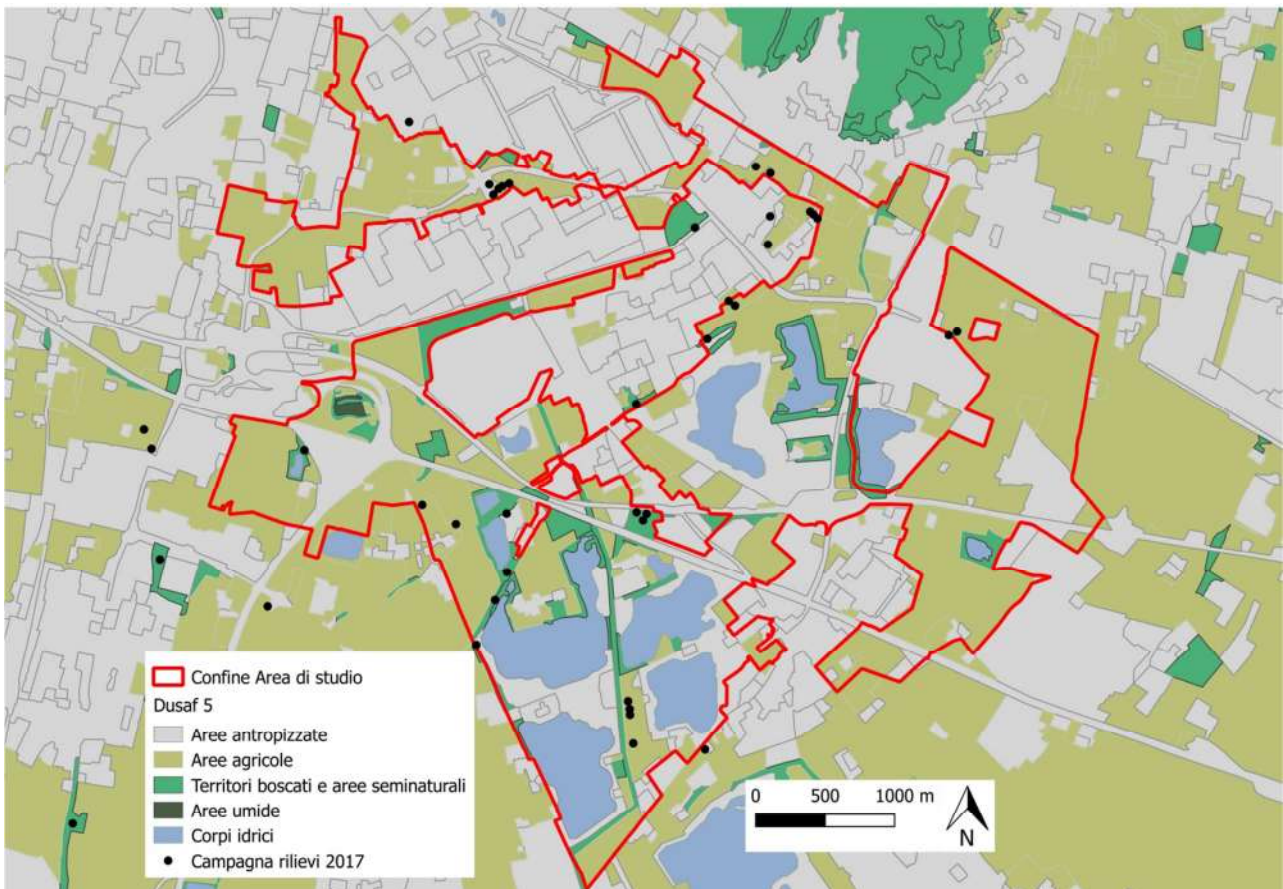 Confine Area di studio
Dusaf 5
Aree antropizzate
Aree agricole
Territori boscati e aree seminaturali
Aree umide
Corpi idrici
Campagna rilievi 2017
0 500 1000 m
N